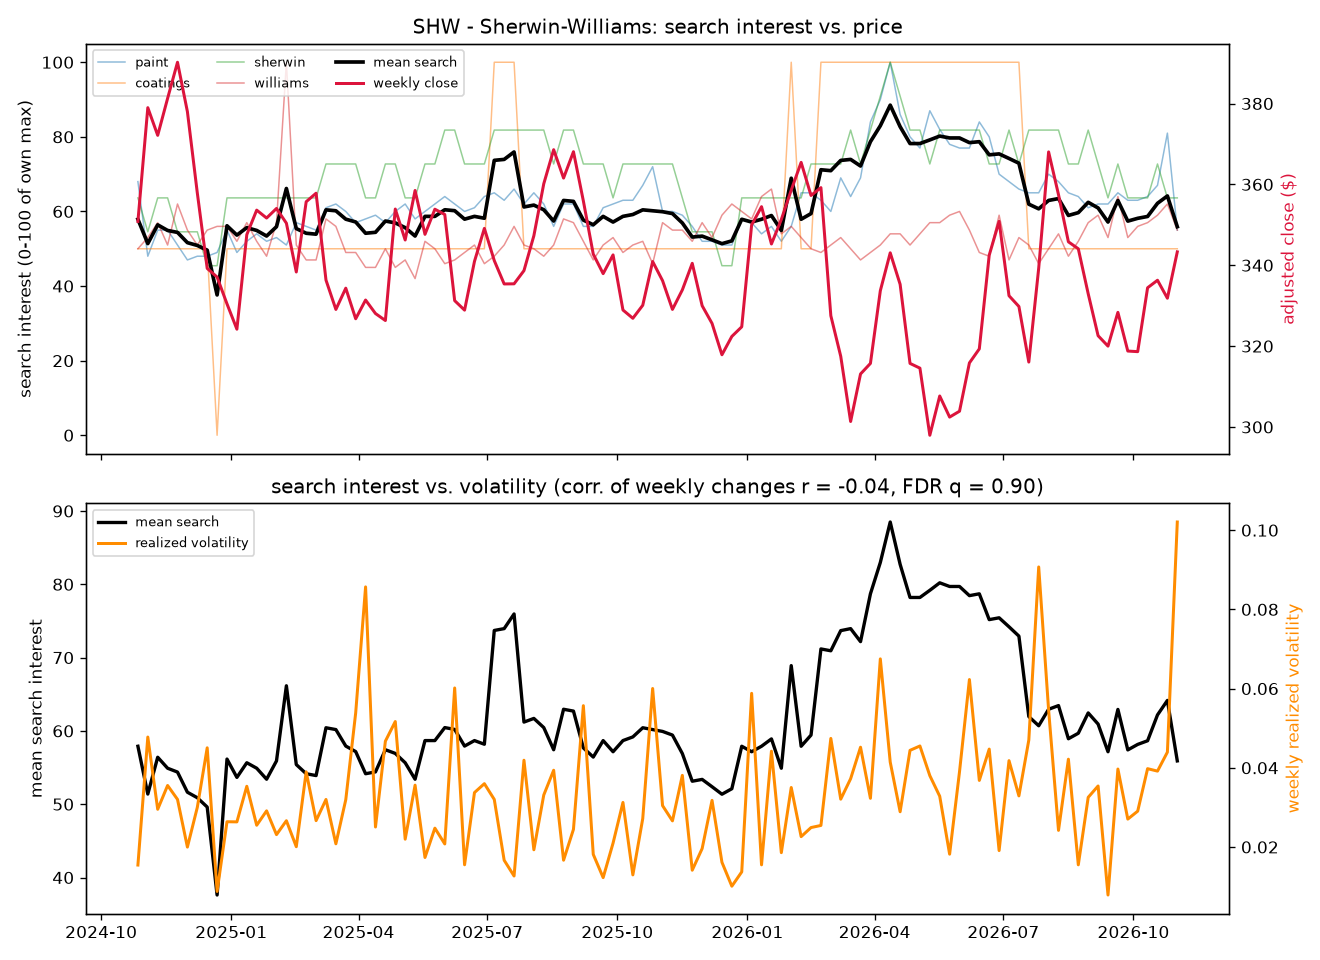 SHW - Sherwin-Williams: search interest vs. price
paint
coatings
sherwin
williams
mean search
weekly close
100
80
60
40
20
0
search interest (0-100 of own max)
380
360
340
320
300
adjusted close ($)
search interest vs. volatility (corr. of weekly changes r = -0.04, FDR q = 0.90)
mean search
realized volatility
90
80
70
60
50
40
mean search interest
0.10
0.08
0.06
0.04
0.02
weekly realized volatility
2024-10
2025-01
2025-04
2025-07
2025-10
2026-01
2026-04
2026-07
2026-10